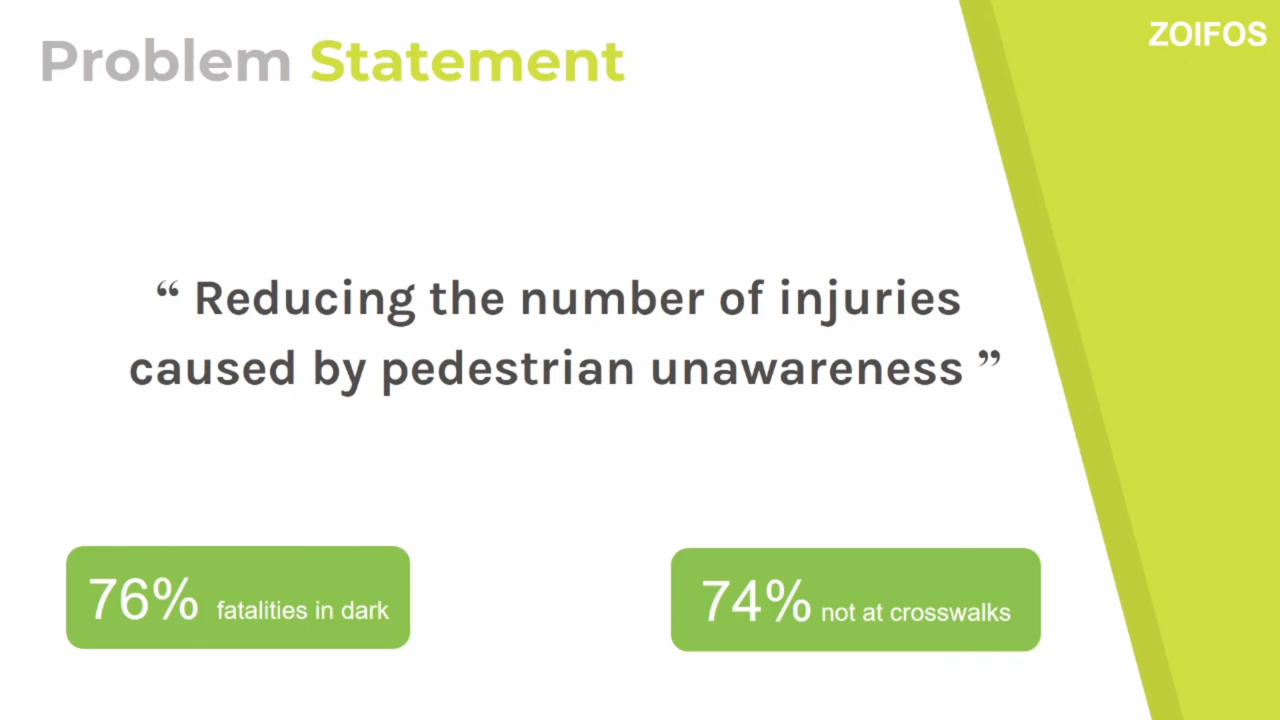 Problem Statement
ZOIFOS
“ Reducing the number of injuries
caused by pedestrian unawareness ”
76% fatalities in dark
74% not at crosswalks